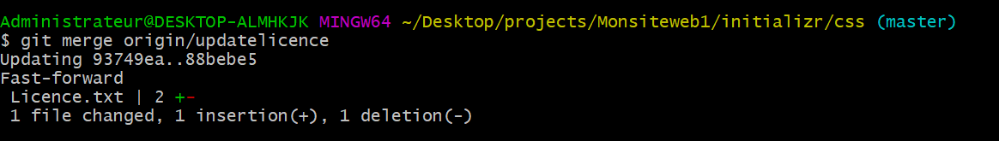 Administrateur@DESKTOP-ALMHKJK MINGW64 ~/Desktop/projects/Monsiteweb1/initializr/css (master)
$ git merge origin/updatelicence
Updating 93749ea..88bebe5
Fast-forward
 Licence.txt | 2 +-
 1 file changed, 1 insertion(+), 1 deletion(-)